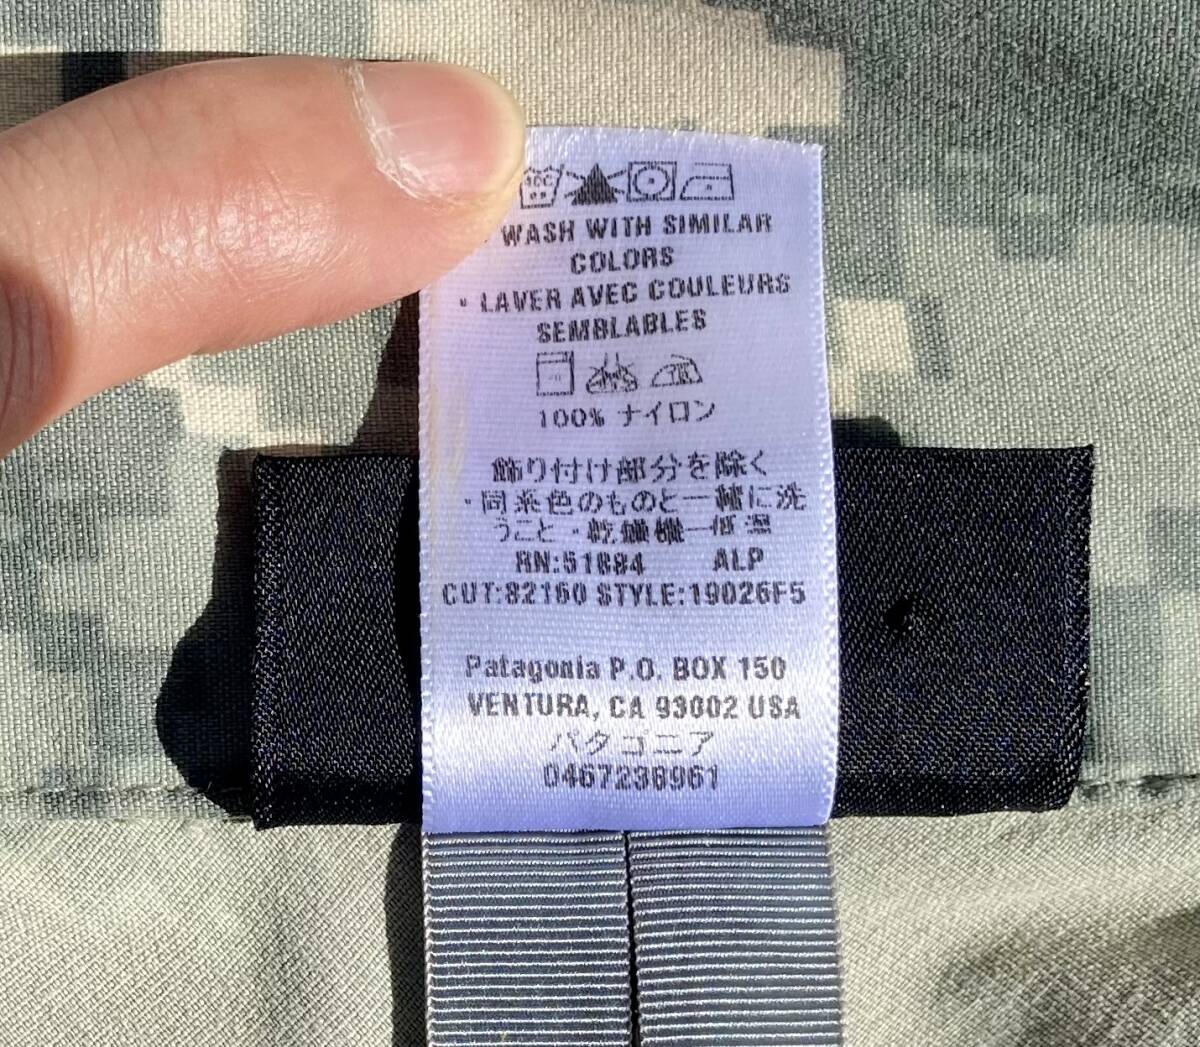 · WASH WITH SIMILAR
COLORS
· LAVER AVEC COULEURS
SEMBLABLES
100% ナイロン
飾り付け部分を除く
・同系色のものと一緒に洗
うこと・乾燥機一低温
RN:51884 ALP
CUT:82160 STYLE:19026F5
Patagonia P.O. BOX 150
VENTURA, CA 93002 USA
パタゴニア
0467238961